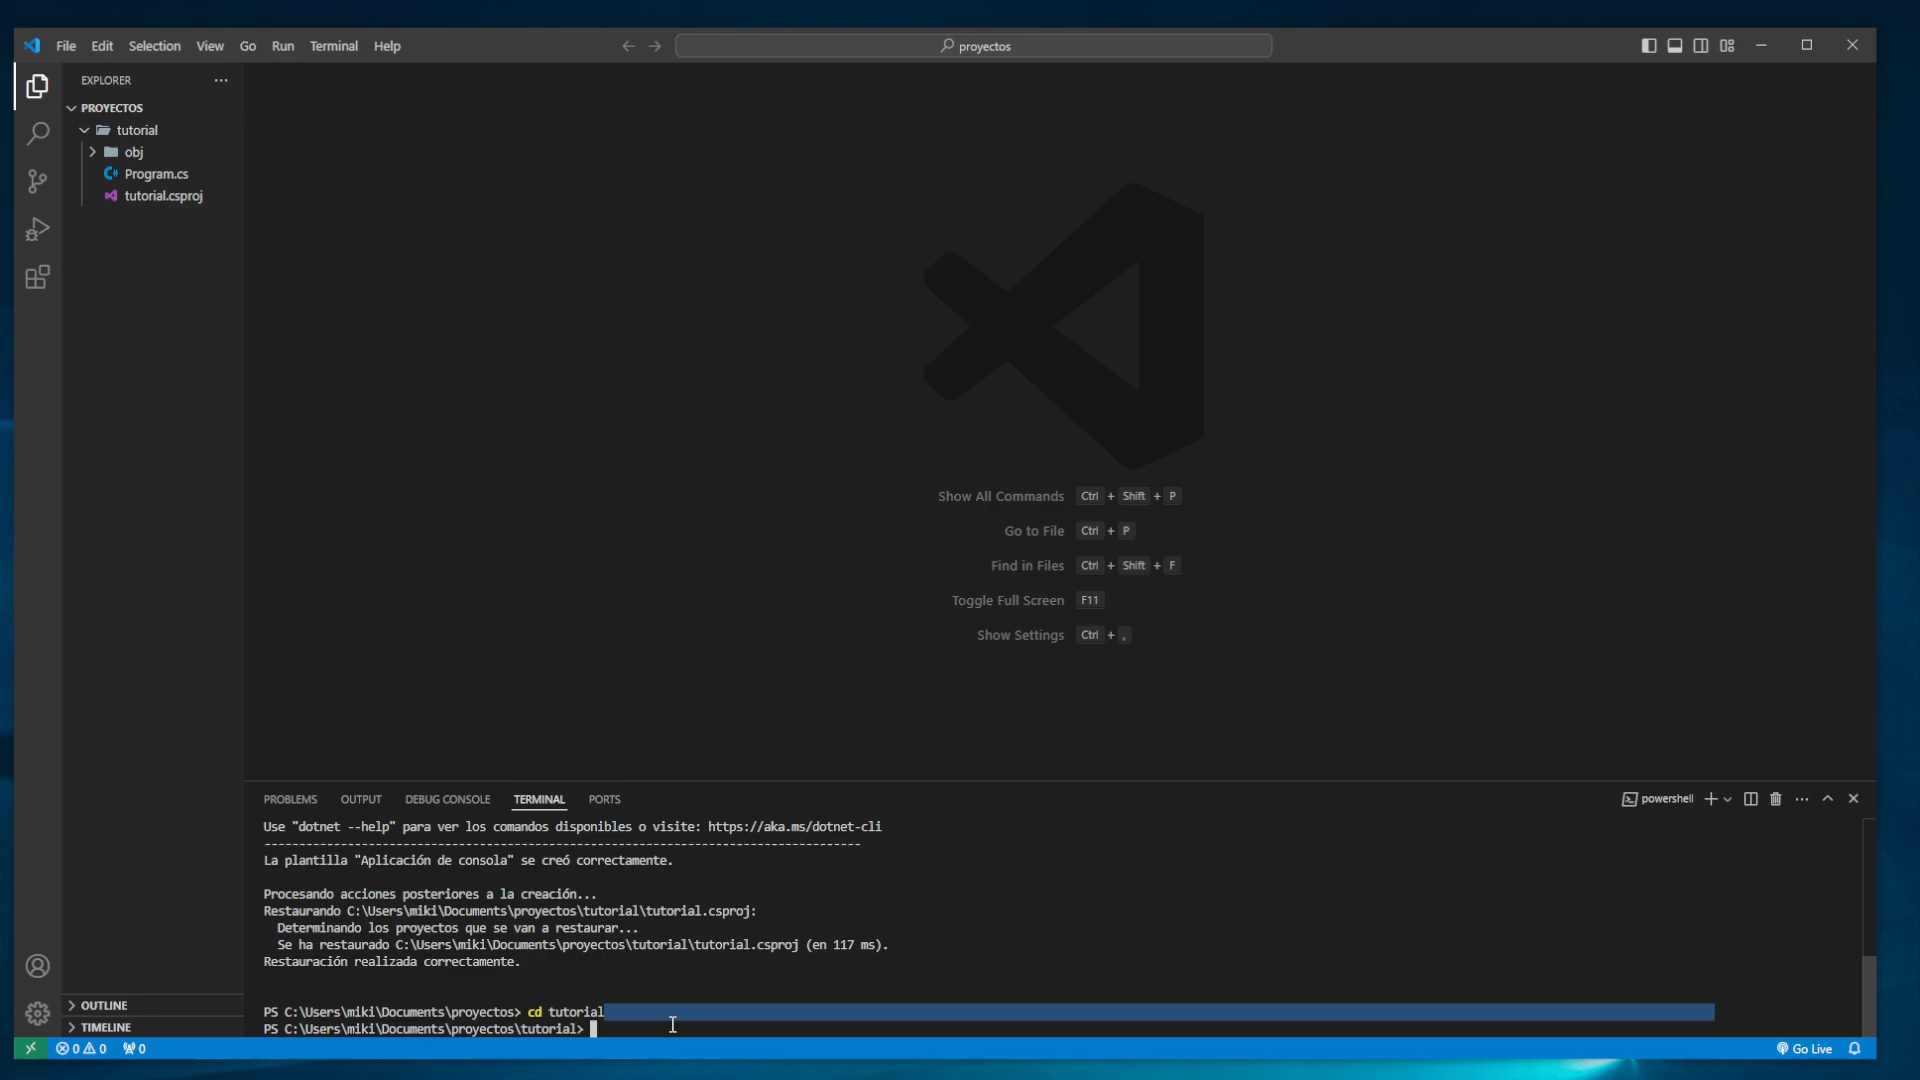 File Edit Selection View Go Run Terminal Help
proyectos
EXPLORER
PROYECTOS
tutorial
obj
Program.cs
tutorial.csproj
Show All Commands Ctrl + Shift + P
Go to File Ctrl + P
Find in Files Ctrl + Shift + F
Toggle Full Screen F11
Show Settings Ctrl + ,
PROBLEMS OUTPUT DEBUG CONSOLE TERMINAL PORTS
powershell
Use "dotnet --help" para ver los comandos disponibles o visite: https://aka.ms/dotnet-cli
---------------------------------------------------------------------------------------
La plantilla "Aplicación de consola" se creó correctamente.
Procesando acciones posteriores a la creación...
Restaurando C:\Users\miki\Documents\proyectos\tutorial\tutorial.csproj:
Determinando los proyectos que se van a restaurar...
Se ha restaurado C:\Users\miki\Documents\proyectos\tutorial\tutorial.csproj (en 117 ms).
Restauración realizada correctamente.
PS C:\Users\miki\Documents\proyectos> cd tutorial
PS C:\Users\miki\Documents\proyectos\tutorial>
OUTLINE
TIMELINE
0 0 0
Go Live